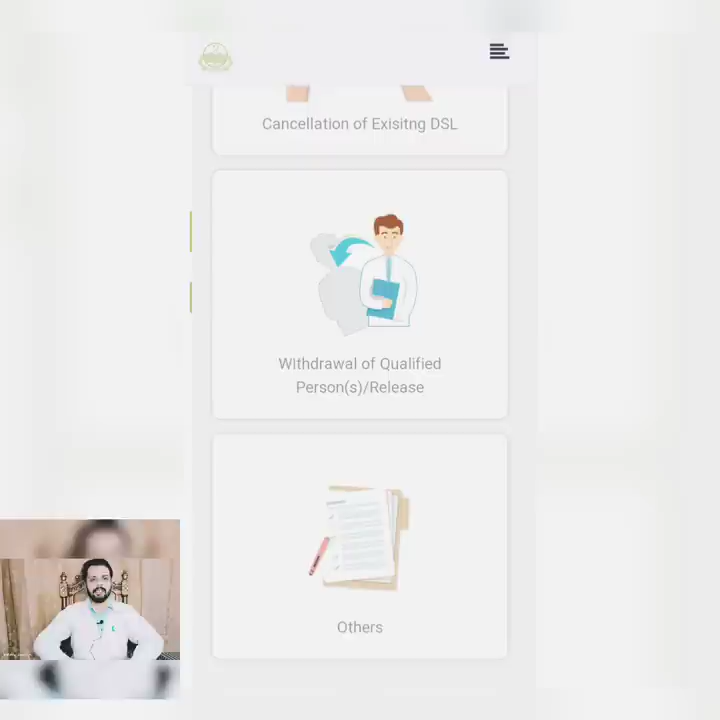 Cancellation of Exisitng DSL
Withdrawal of Qualified
Person(s)/Release
Others